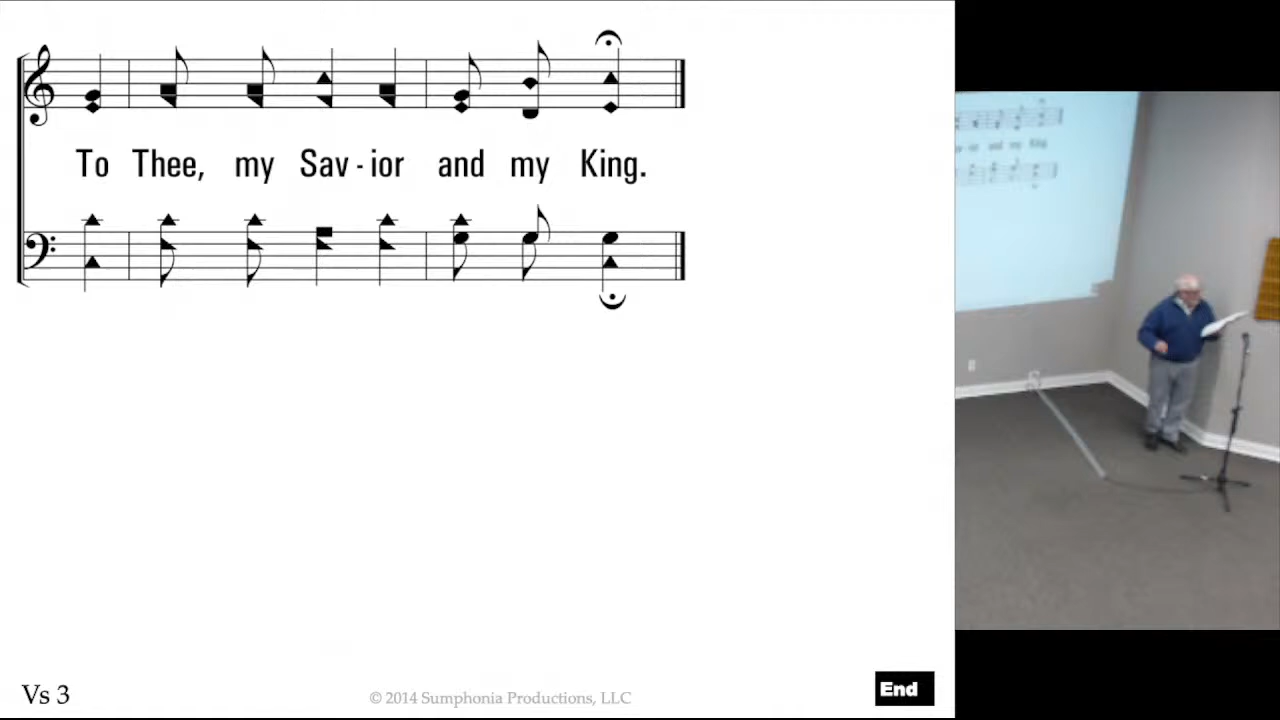 To Thee, my Sav - ior and my King.
Vs 3
© 2014 Sumphonia Productions, LLC
End